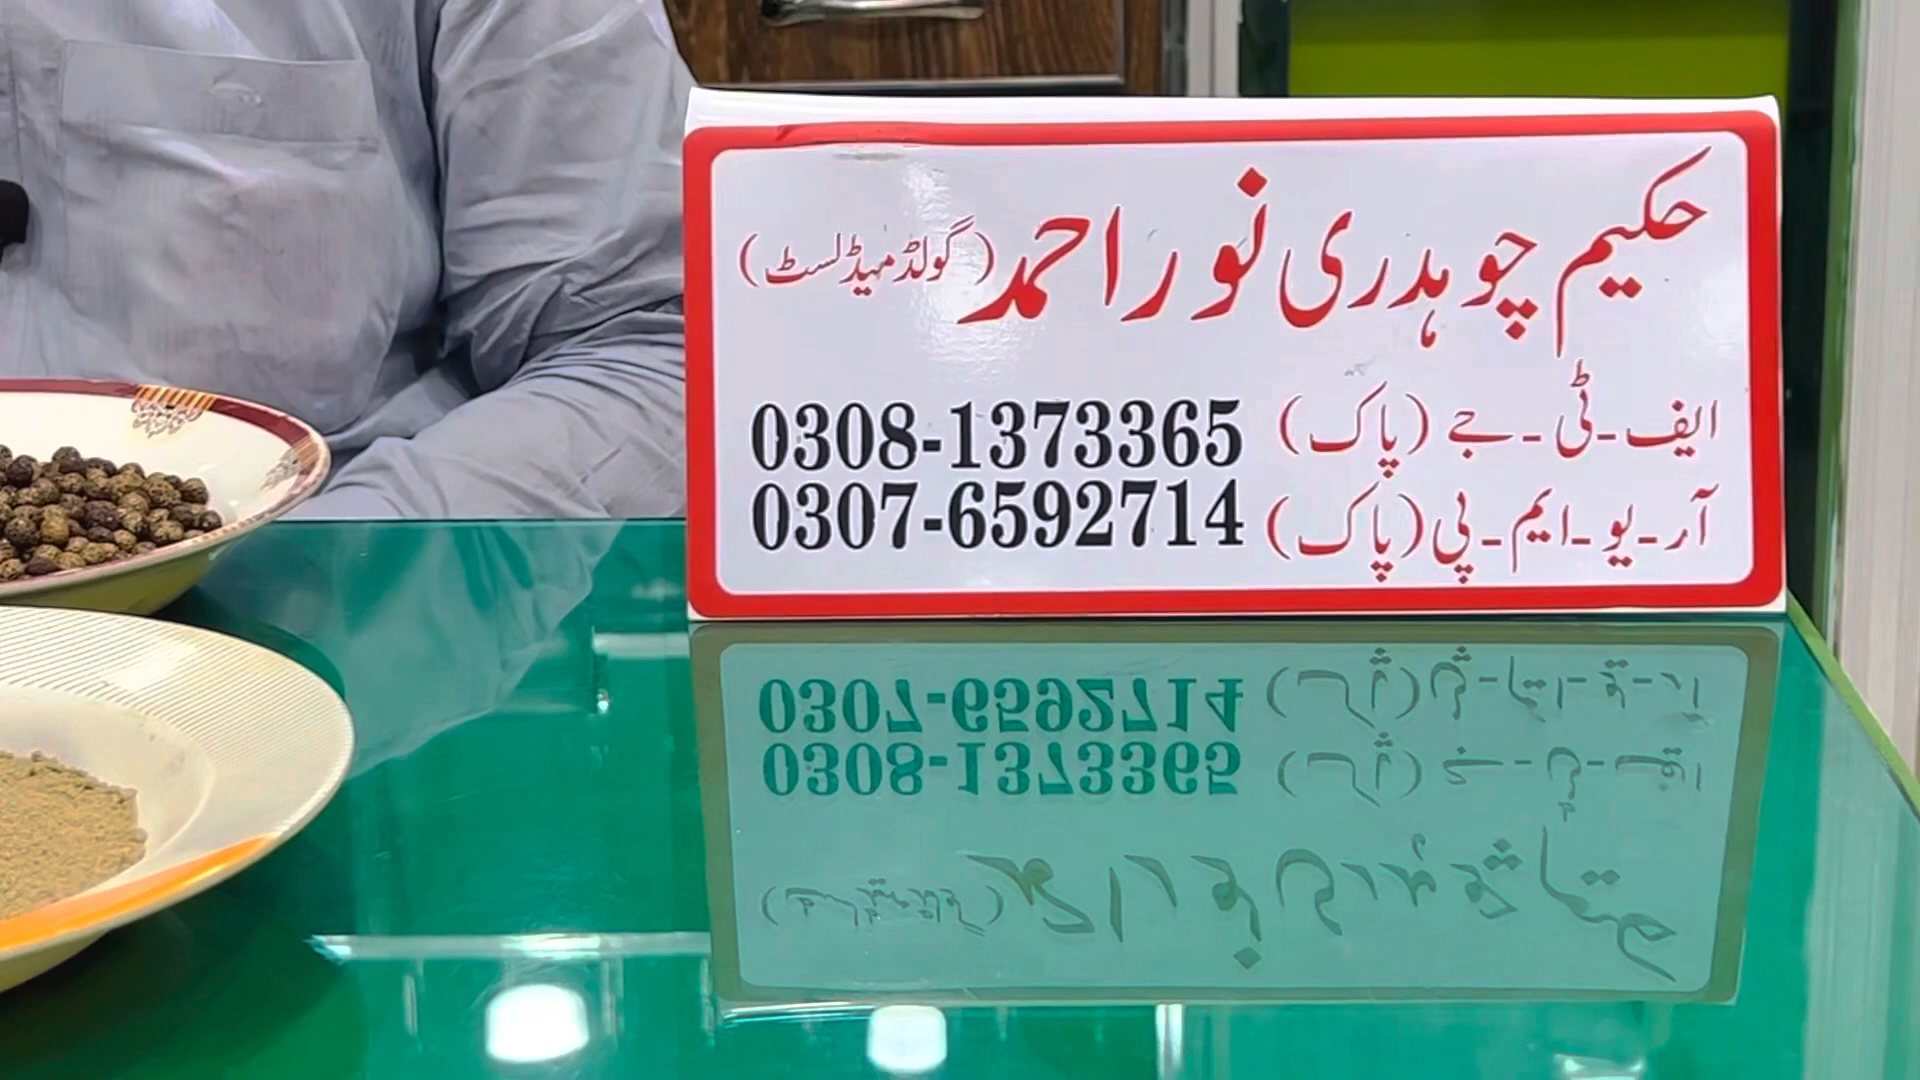 حکیم چوہدری نور احمد (گولڈ میڈلسٹ)
ایف-ٹی-جے (پاک) 0308-1373365
آر-یو-ایم-پی (پاک) 0307-6592714